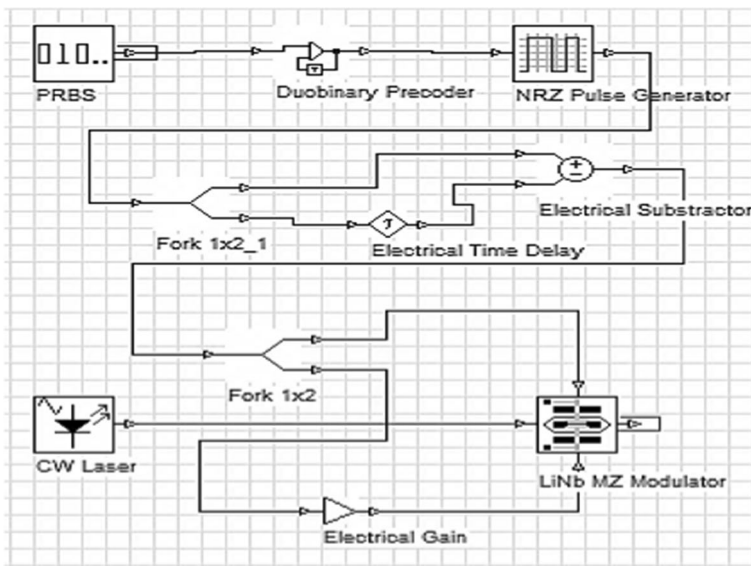 010..
PRBS
Duobinary Precoder
NRZ Pulse Generator
T
Fork 1x2_1
Electrical Time Delay
Electrical Substractor
Fork 1x2
CW Laser
LiNb MZ Modulator
Electrical Gain